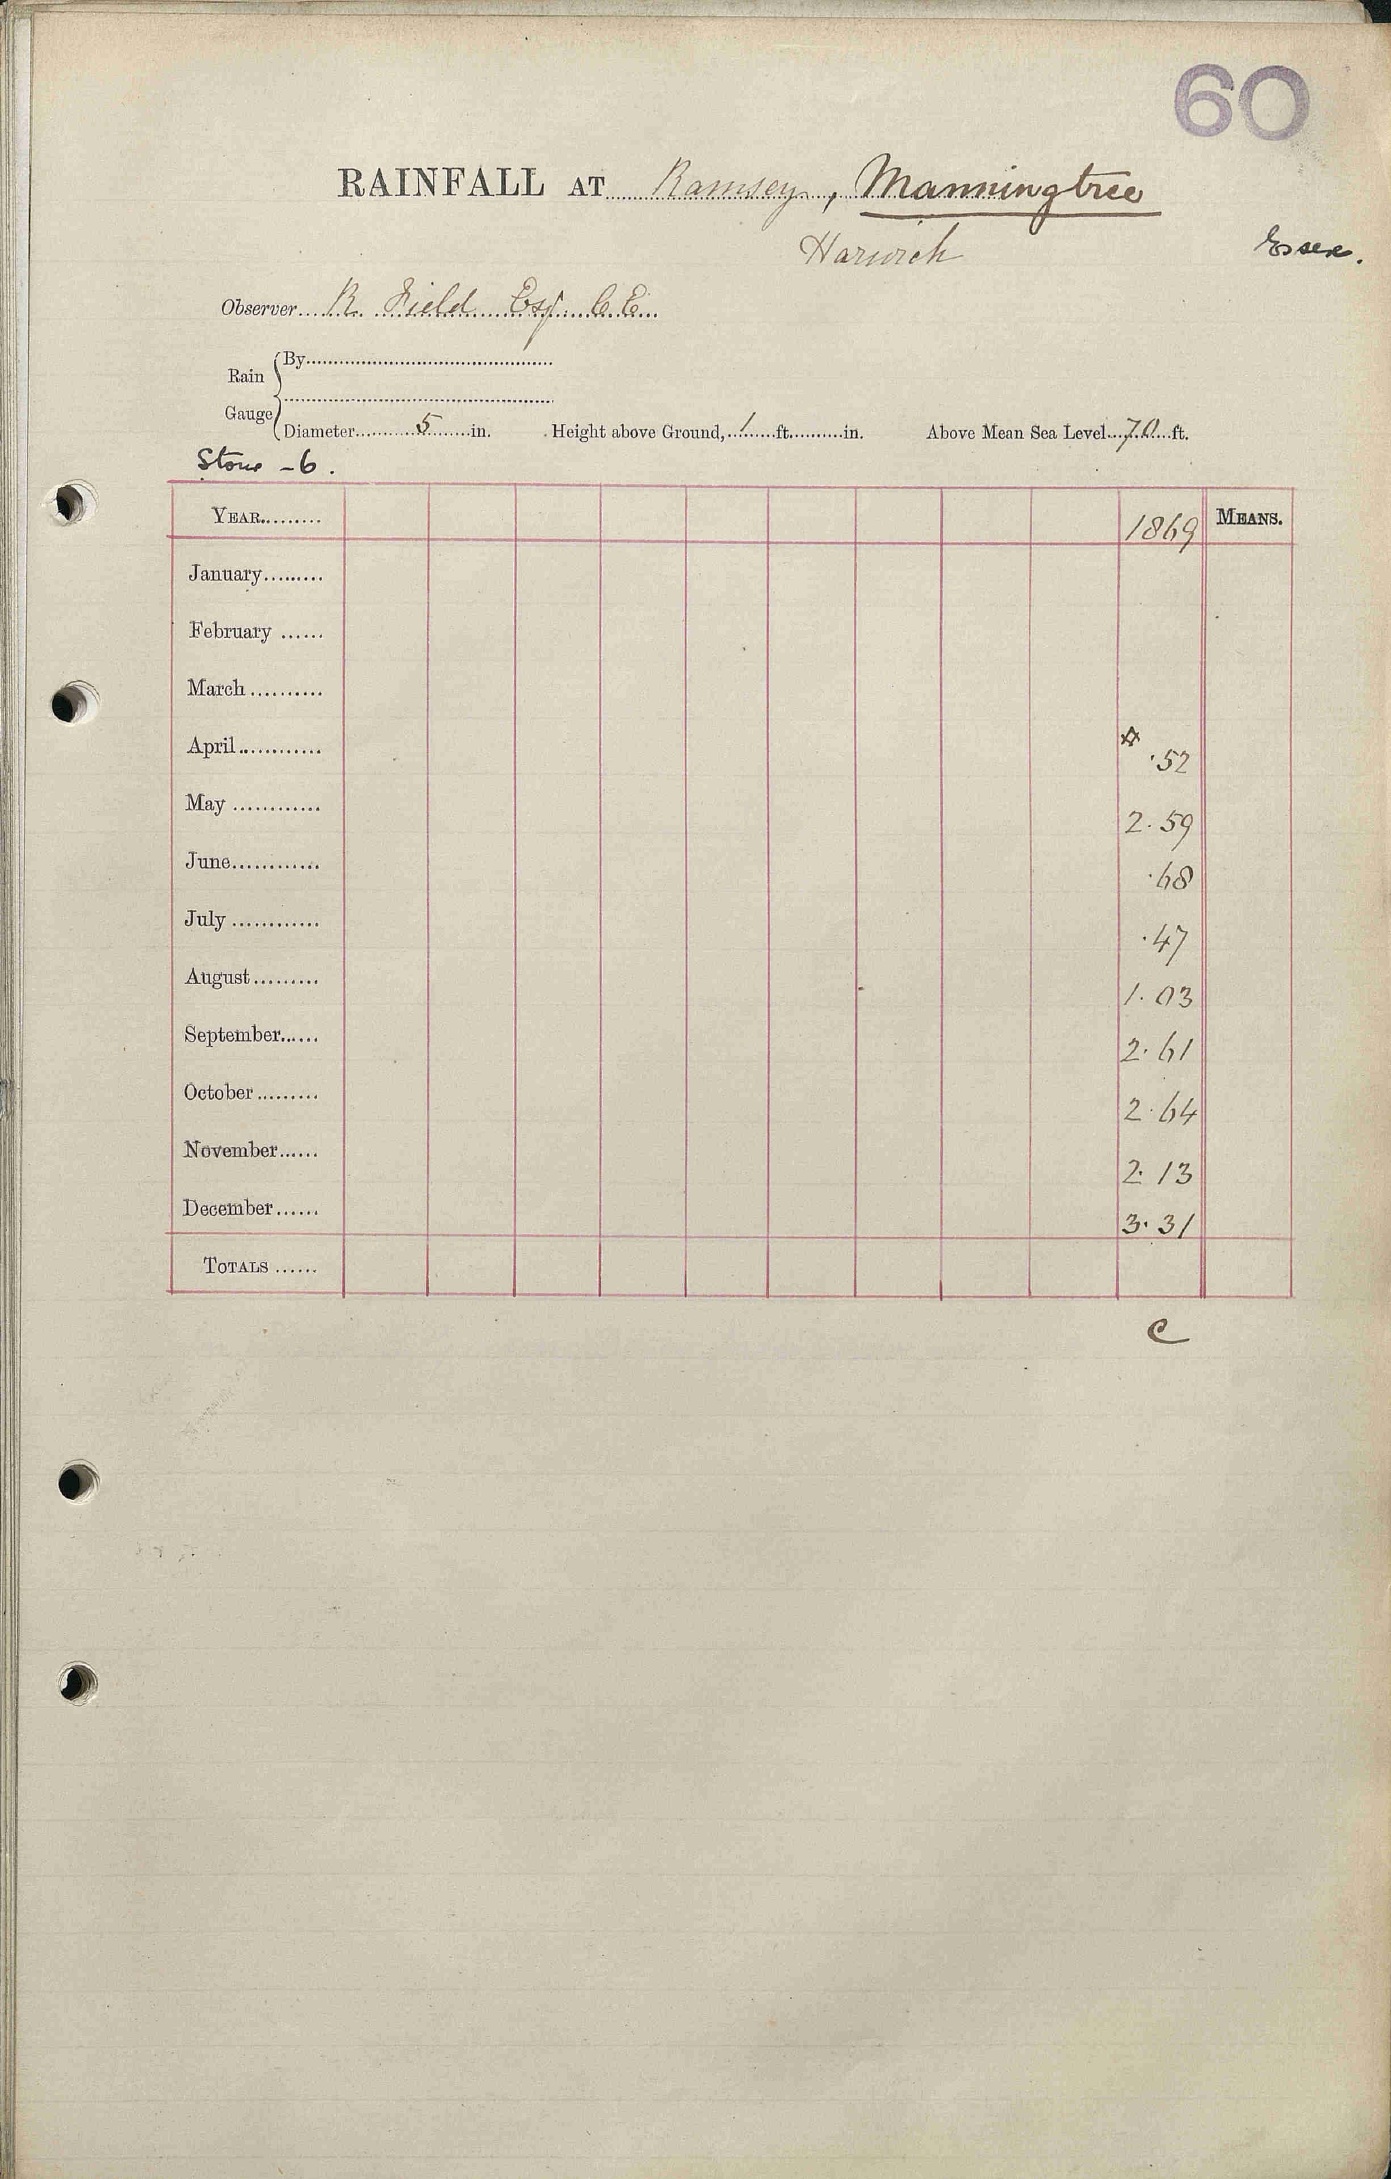 60
RAINFALL AT Ramsey, Manningtree
Harwich Essex.
Observer R. Field Esq C.E.
Rain Gauge
By
Diameter 5 in. Height above Ground, 1 ft. in. Above Mean Sea Level 70 ft.
Stour - 6.
YEAR 1869 MEANS.
January
February
March
April .52
May 2.59
June .68
July .47
August 1.03
September 2.61
October 2.64
November 2.13
December 3.31
TOTALS
C